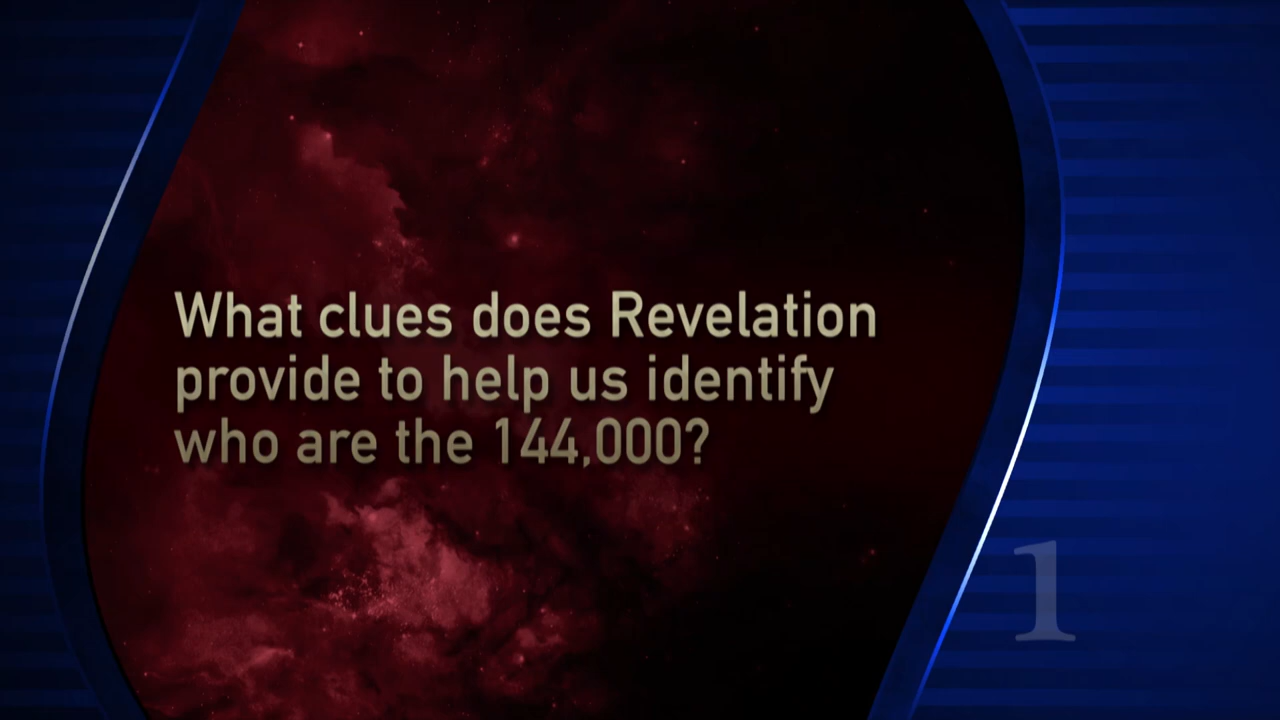 What clues does Revelation
provide to help us identify
who are the 144,000?
1